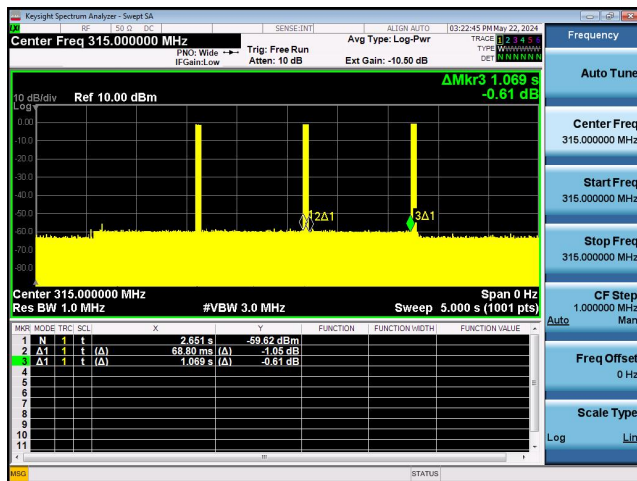 Keysight Spectrum Analyzer - Swept SA
RF 50 Ω DC SENSE:INT ALIGN AUTO 03:22:45 PM May 22, 2024
Center Freq 315.000000 MHz
PNO: Wide
IFGain:Low
Trig: Free Run
Atten: 10 dB
Avg Type: Log-Pwr
Ext Gain: -10.50 dB
TRACE 1 2 3 4 5 6
TYPE WWWWWW
DET N N N N N N
ΔMkr3 1.069 s
-0.61 dB
10 dB/div Ref 10.00 dBm
Log
0.00
-10.0
-20.0
-30.0
-40.0
-50.0
-60.0
-70.0
-80.0
2Δ1
3Δ1
Center 315.000000 MHz Span 0 Hz
Res BW 1.0 MHz #VBW 3.0 MHz Sweep 5.000 s (1001 pts)
MKR MODE TRC SCL X Y FUNCTION FUNCTION WIDTH FUNCTION VALUE
1 N 1 t 2.651 s -59.62 dBm
2 Δ1 1 t (Δ) 68.80 ms (Δ) -1.05 dB
3 Δ1 1 t (Δ) 1.069 s (Δ) -0.61 dB
4
5
6
7
8
9
10
11
MSG STATUS
Frequency
Auto Tune
Center Freq
315.000000 MHz
Start Freq
315.000000 MHz
Stop Freq
315.000000 MHz
CF Step
1.000000 MHz
Auto Man
Freq Offset
0 Hz
Scale Type
Log Lin